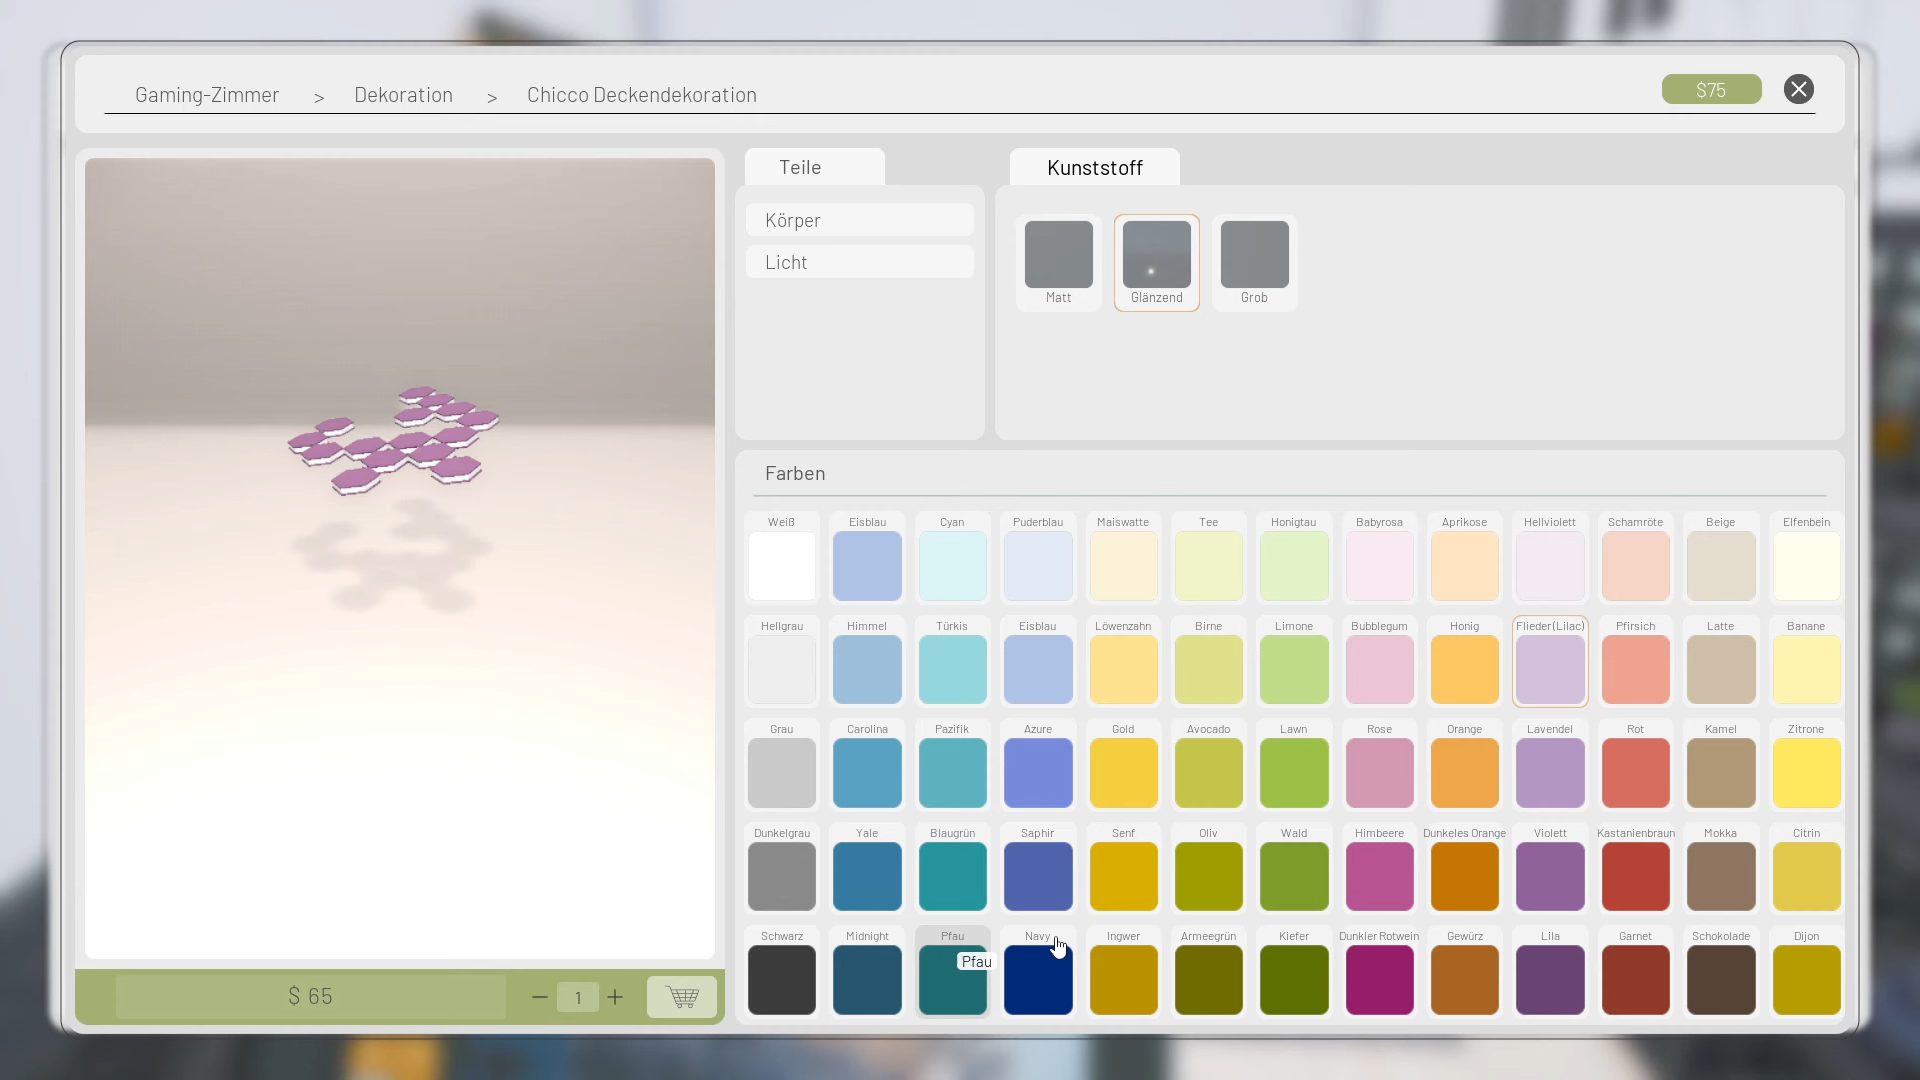 Gaming-Zimmer > Dekoration > Chicco Deckendekoration
$75
Teile
Kunststoff
Körper
Licht
Matt Glänzend Grob
Farben
Weiß Eisblau Cyan Puderblau Maiswatte Tee Honigtau Babyrosa Aprikose Hellviolett Schamröte Beige Elfenbein
Hellgrau Himmel Türkis Eisblau Löwenzahn Birne Limone Bubblegum Honig Flieder(Lilac) Pfirsich Latte Banane
Grau Carolina Pazifik Azure Gold Avocado Lawn Rose Orange Lavendel Rot Kamel Zitrone
Dunkelgrau Yale Blaugrün Saphir Senf Oliv Wald Himbeere Dunkeles Orange Violett Kastanienbraun Mokka Citrin
Schwarz Midnight Pfau Navy Ingwer Armeegrün Kiefer Dunkler Rotwein Gewürz Lila Garnet Schokolade Dijon
Pfau
$ 65
− 1 +